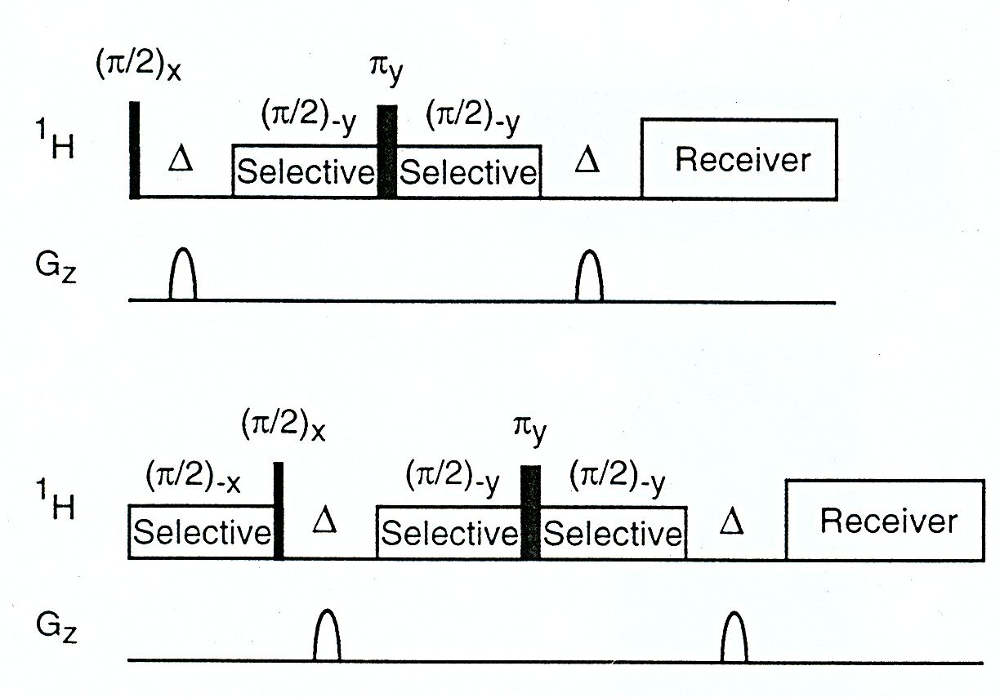 (π/2)x πy
(π/2)-y (π/2)-y
1H Δ Selective Selective Δ Receiver
Gz
(π/2)x πy
(π/2)-x (π/2)-y (π/2)-y
1H Selective Δ Selective Selective Δ Receiver
Gz